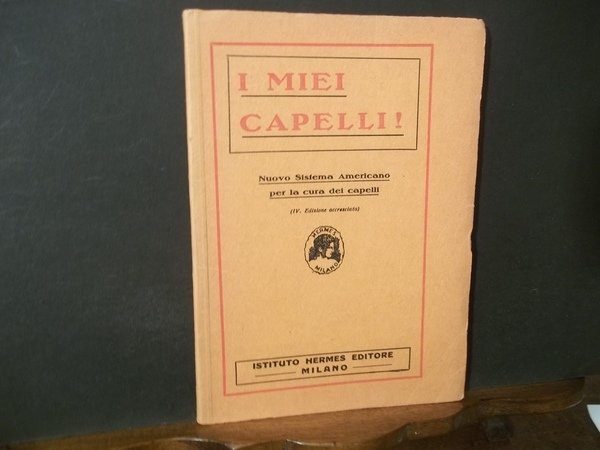 I MIEI
CAPELLI!
Nuovo Sistema Americano
per la cura dei capelli
(IV. Edizione accresciuta)
HERMES
MILANO
ISTITUTO HERMES EDITORE
MILANO